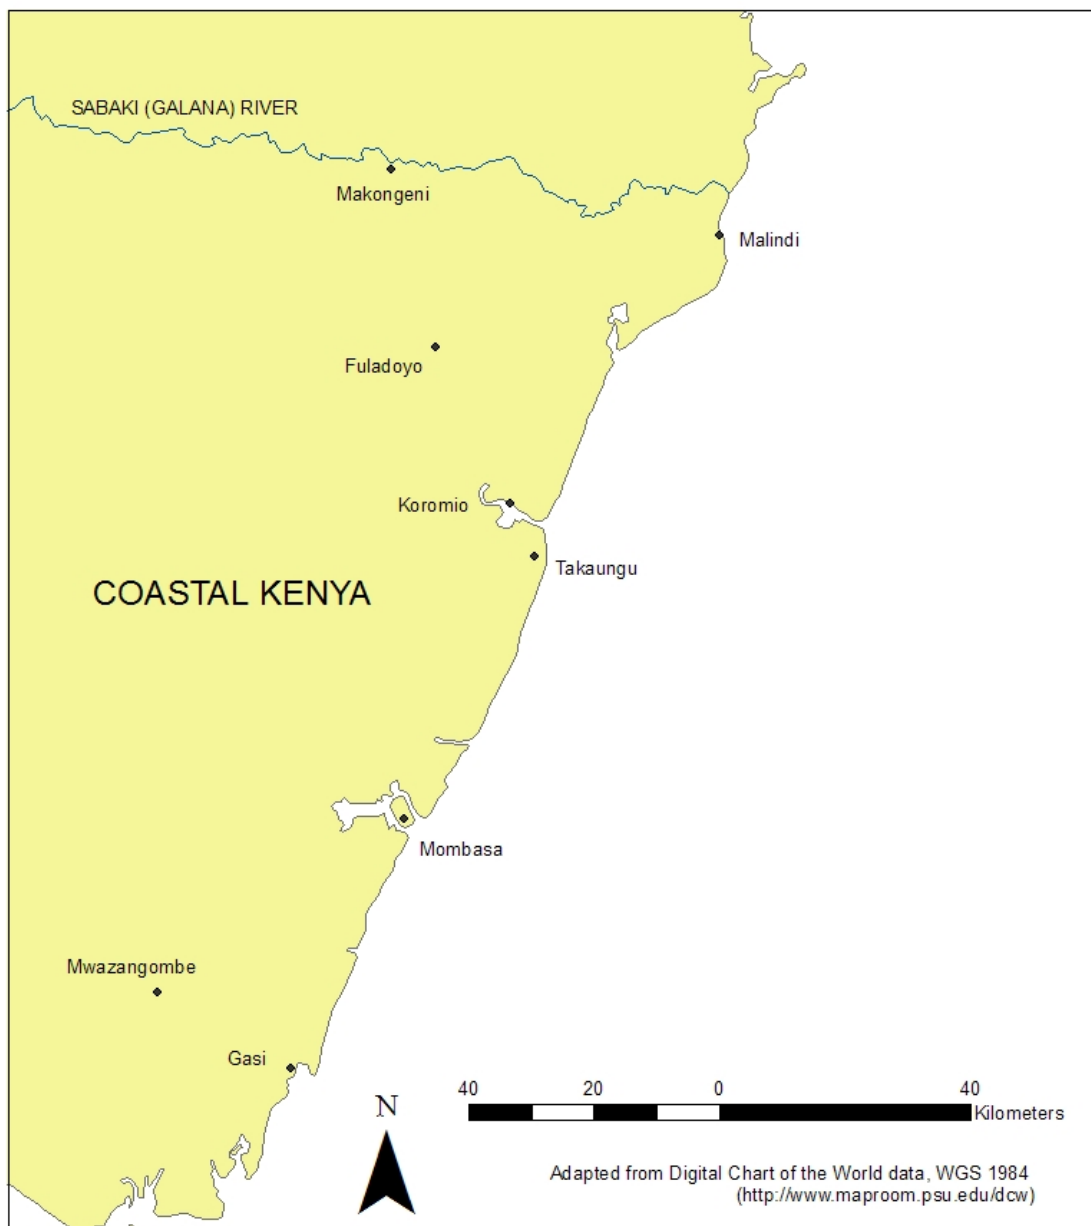 SABAKI (GALANA) RIVER
Makongeni
Malindi
Fuladoyo
Koromio
Takaungu
COASTAL KENYA
Mombasa
Mwazangombe
Gasi
N
40 20 0 40
Kilometers
Adapted from Digital Chart of the World data, WGS 1984
(http://www.maproom.psu.edu/dcw)